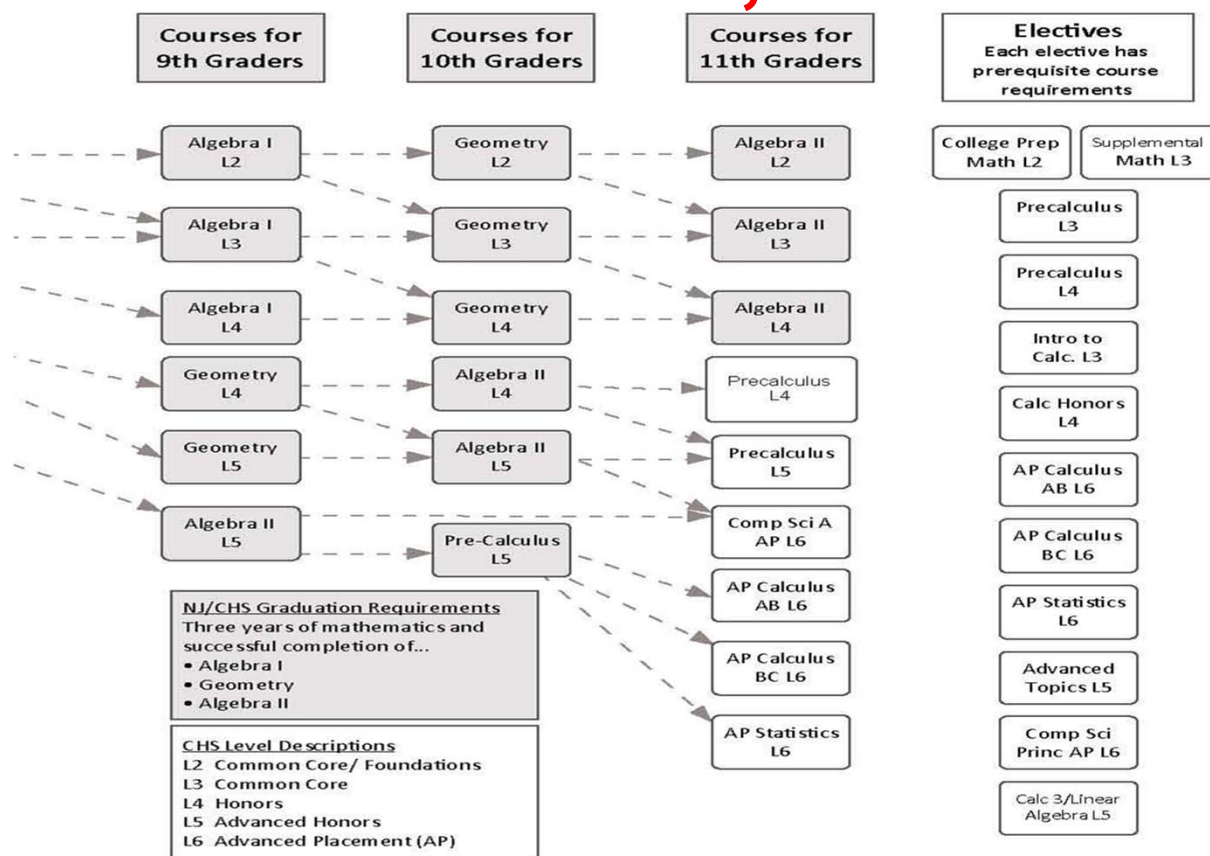 Courses for
9th Graders
Courses for
10th Graders
Courses for
11th Graders
Electives
Each elective has
prerequisite course
requirements
Algebra I
L2
Algebra I
L3
Algebra I
L4
Geometry
L4
Geometry
L5
Algebra II
L5
Geometry
L2
Geometry
L3
Geometry
L4
Algebra II
L4
Algebra II
L5
Pre-Calculus
L5
Algebra II
L2
Algebra II
L3
Algebra II
L4
Precalculus
L4
Precalculus
L5
Comp Sci A
AP L6
AP Calculus
AB L6
AP Calculus
BC L6
AP Statistics
L6
College Prep
Math L2
Supplemental
Math L3
Precalculus
L3
Precalculus
L4
Intro to
Calc. L3
Calc Honors
L4
AP Calculus
AB L6
AP Calculus
BC L6
AP Statistics
L6
Advanced
Topics L5
Comp Sci
Princ AP L6
Calc 3/Linear
Algebra L5
NJ/CHS Graduation Requirements
Three years of mathematics and
successful completion of...
• Algebra I
• Geometry
• Algebra II
CHS Level Descriptions
L2 Common Core/ Foundations
L3 Common Core
L4 Honors
L5 Advanced Honors
L6 Advanced Placement (AP)